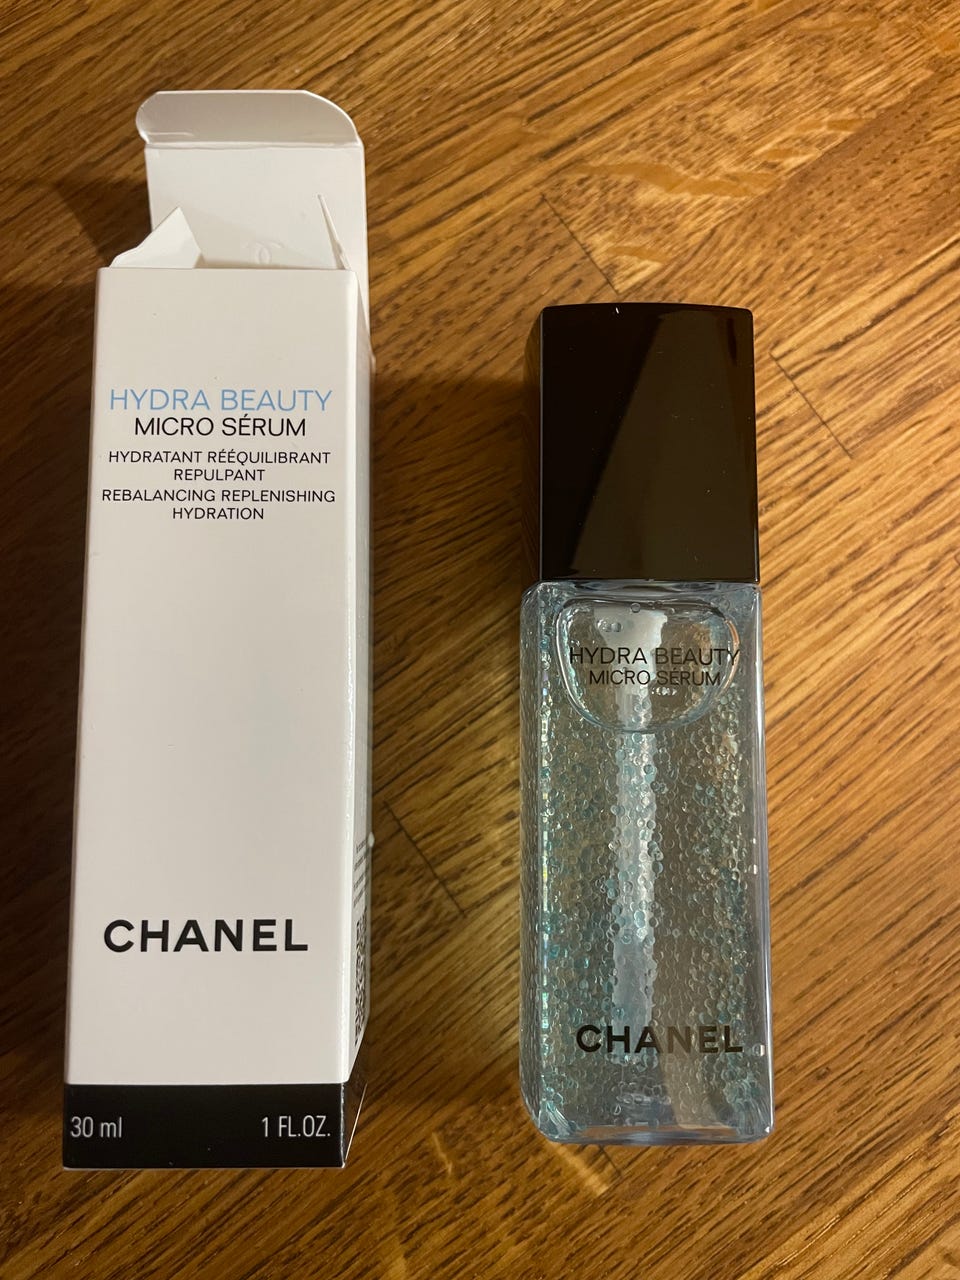 HYDRA BEAUTY
MICRO SÉRUM
HYDRATANT RÉÉQUILIBRANT
REPULPANT
REBALANCING REPLENISHING
HYDRATION
CHANEL
30 ml 1 FL.OZ.
HYDRA BEAUTY
MICRO SÉRUM
CHANEL